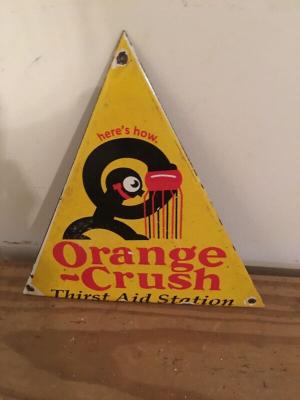 here's how.
Orange
~Crush
Thirst Aid Station